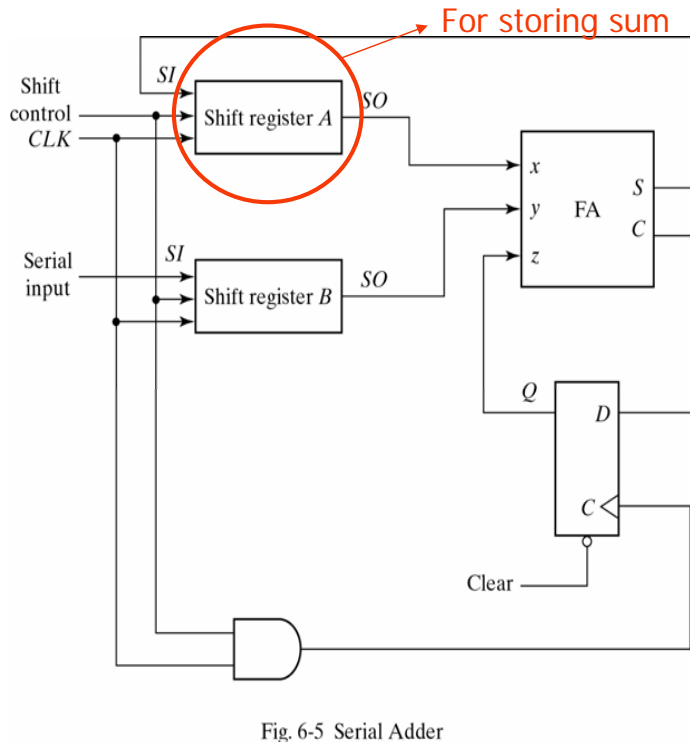 For storing sum
SI
Shift
control
CLK
Shift register A
SO
x
y
z
FA
S
C
Serial
input
SI
Shift register B
SO
Q
D
C
Clear
Fig. 6-5 Serial Adder